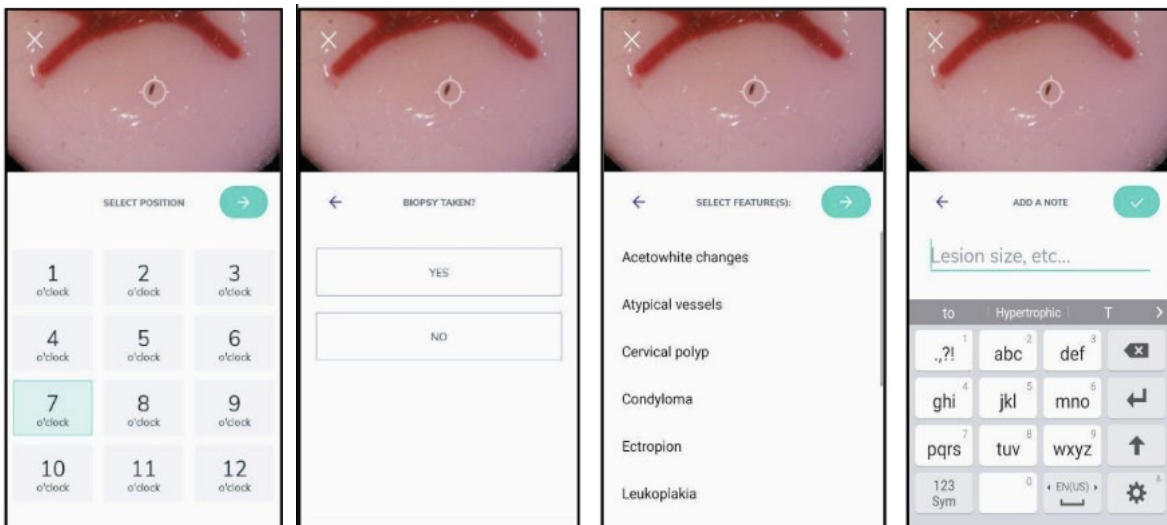 SELECT POSITION
1 2 3
o'clock o'clock o'clock
4 5 6
o'clock o'clock o'clock
7 8 9
o'clock o'clock o'clock
10 11 12
o'clock o'clock o'clock
BIOPSY TAKEN?
YES
NO
SELECT FEATURE(S):
Acetowhite changes
Atypical vessels
Cervical polyp
Condyloma
Ectropion
Leukoplakia
ADD A NOTE
Lesion size, etc...
to Hypertrophic T
.,?! 1 abc 2 def 3
ghi 4 jkl 5 mno 6
pqrs 7 tuv 8 wxyz 9
123 0 EN(US)
Sym